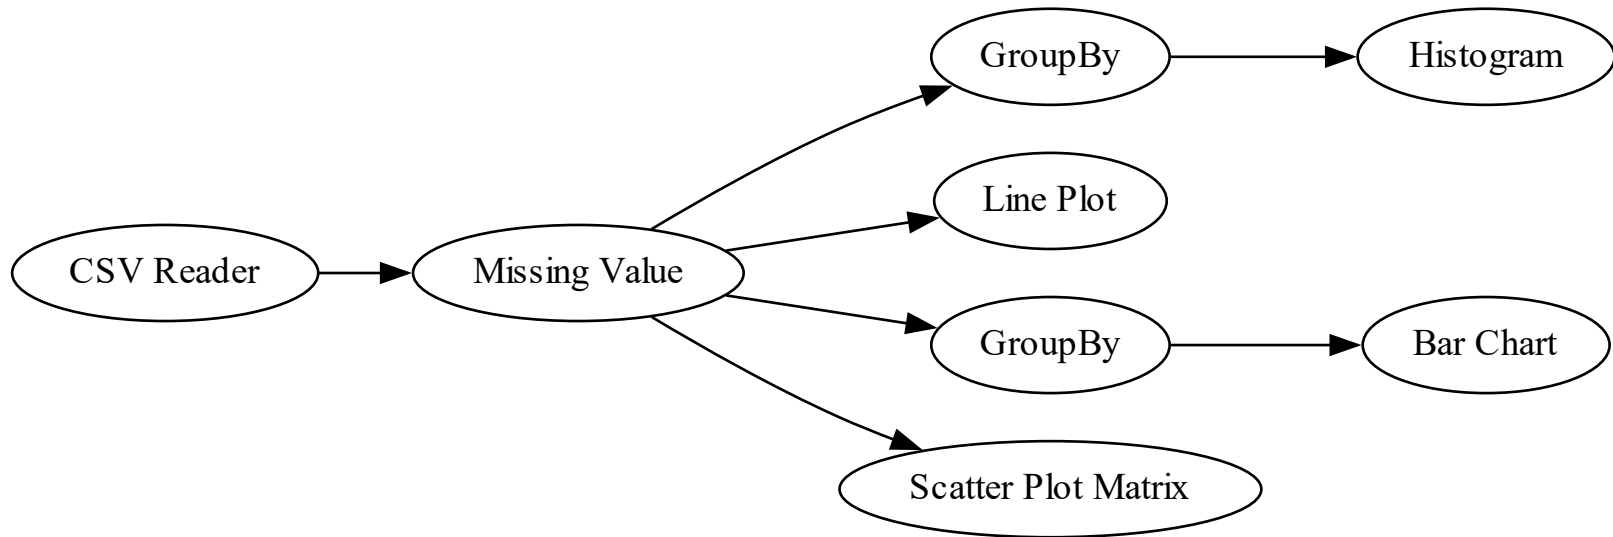 GroupBy
Histogram
Line Plot
CSV Reader
Missing Value
GroupBy
Bar Chart
Scatter Plot Matrix